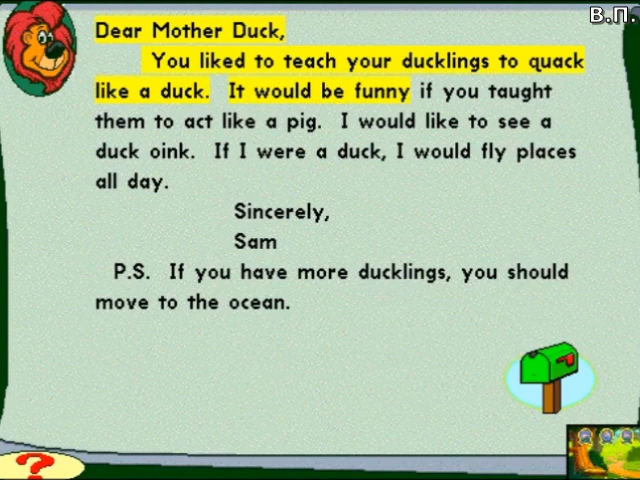 В.П.
Dear Mother Duck,
You liked to teach your ducklings to quack
like a duck. It would be funny if you taught
them to act like a pig. I would like to see a
duck oink. If I were a duck, I would fly places
all day.
Sincerely,
Sam
P.S. If you have more ducklings, you should
move to the ocean.
?